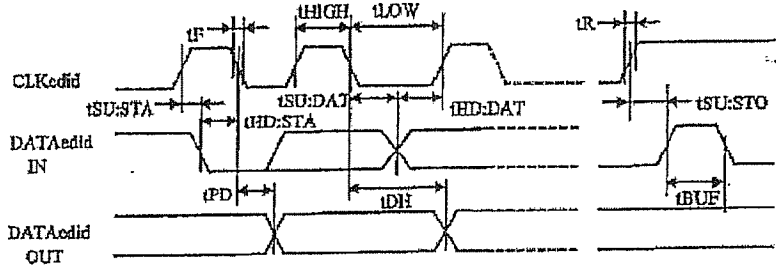 tF tHIGH tLOW tR
CLKedid
tSU:STA tSU:DAT tHD:DAT tSU:STO
tHD:STA
DATAedid
IN
tPD tDH tBUF
DATAedid
OUT